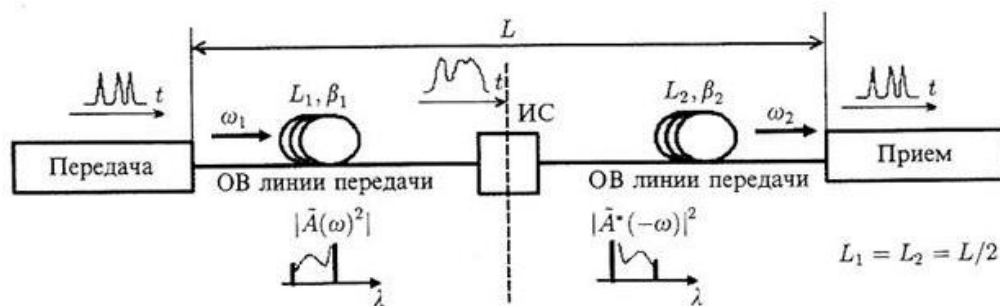 L
t
t
t
L₁, β₁
L₂, β₂
ИС
ω₁
ω₂
Передача
Прием
ОВ линии передачи
ОВ линии передачи
|Ã(ω)²|
|Ã*(−ω)|²
L₁ = L₂ = L/2
λ
λ